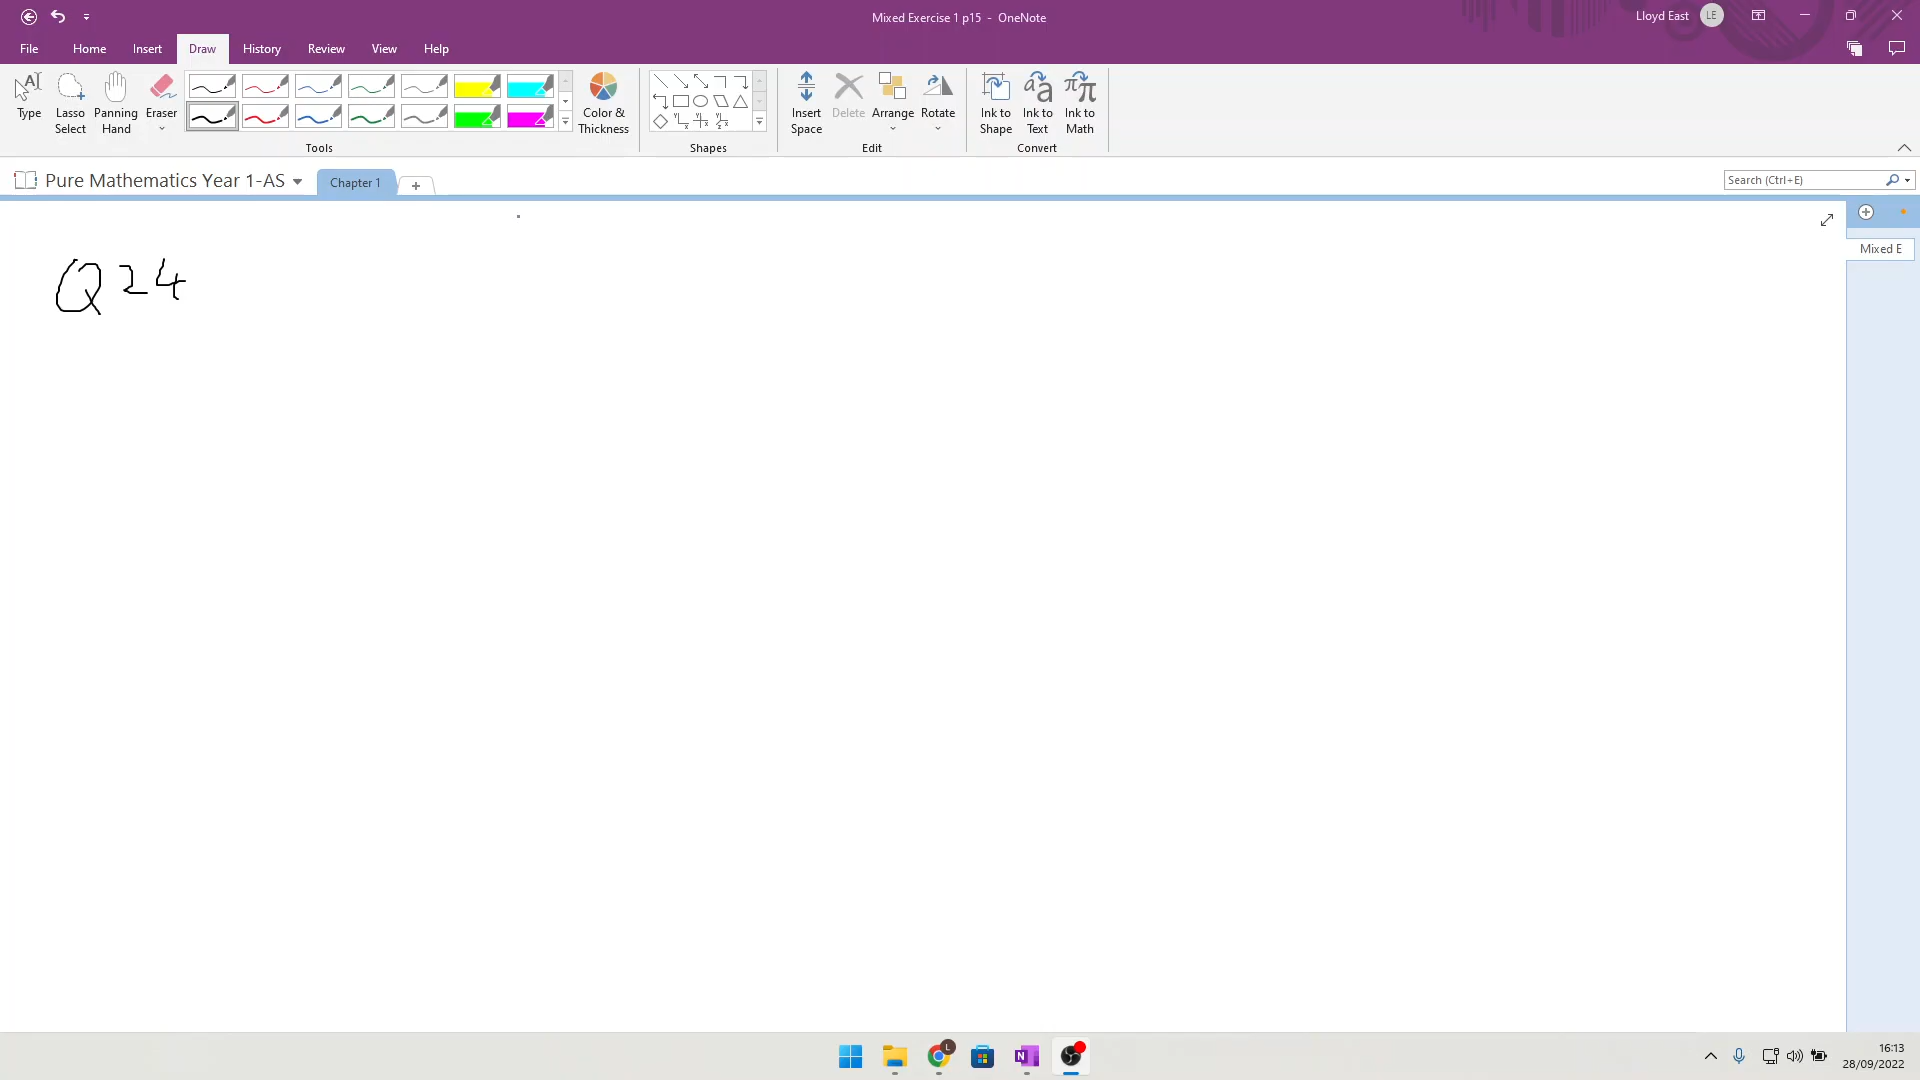 Mixed Exercise 1 p15 - OneNote
Lloyd East
LE
File Home Insert Draw History Review View Help
Type
Lasso Select
Panning Hand
Eraser
Color & Thickness
Insert Space
Delete
Arrange
Rotate
Ink to Shape
Ink to Text
Ink to Math
Tools
Shapes
Edit
Convert
Pure Mathematics Year 1-AS
Chapter 1
Search (Ctrl+E)
Mixed E
Q24
L
16:13
28/09/2022